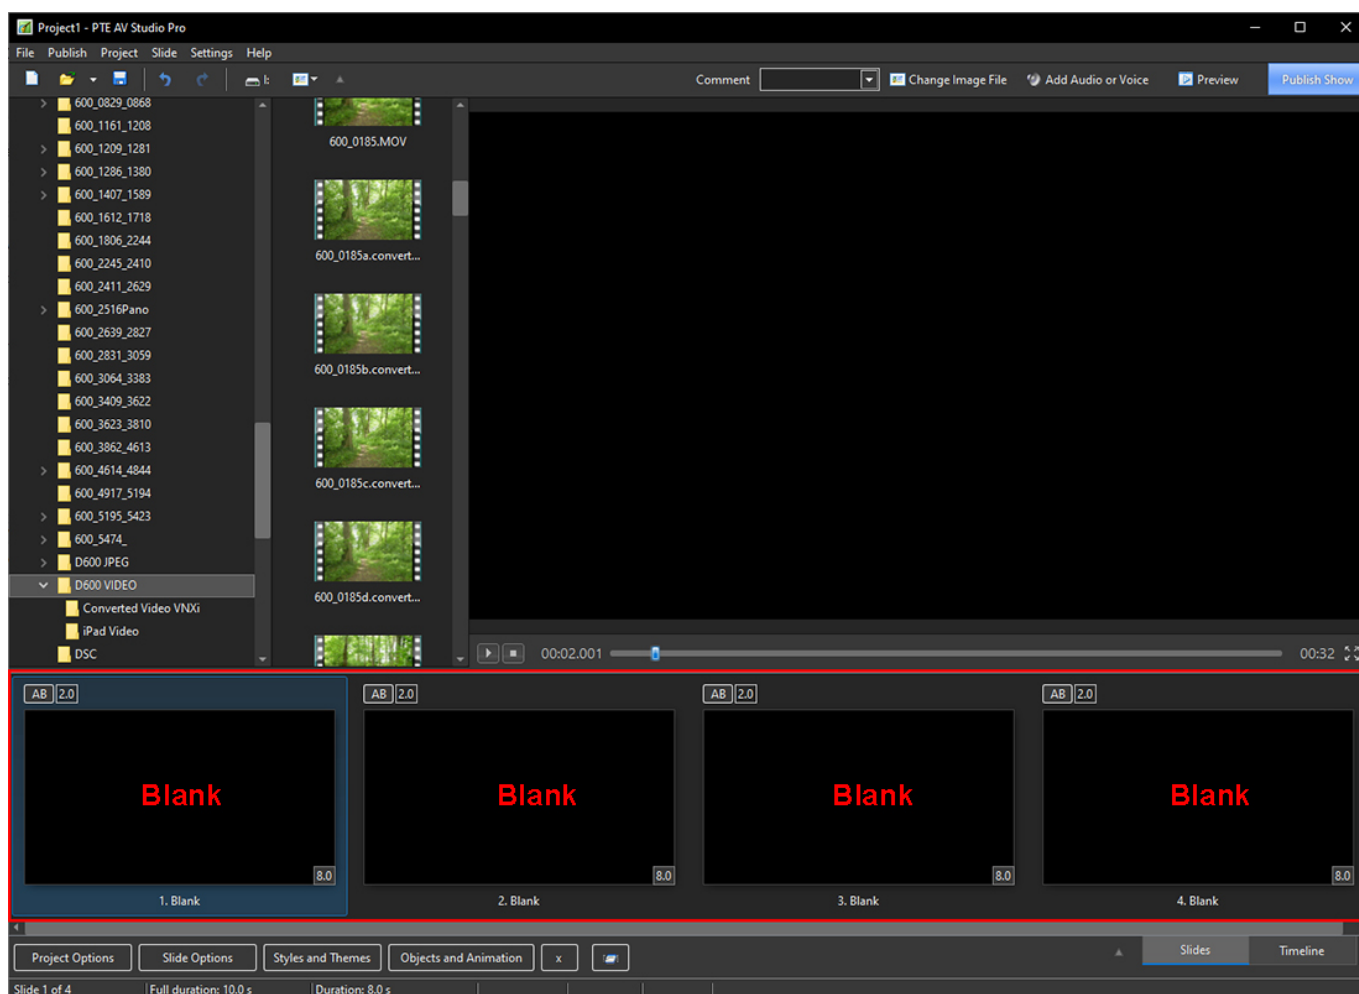 Project1 - PTE AV Studio Pro
File Publish Project Slide Settings Help
I: Comment Change Image File Add Audio or Voice Preview Publish Show
600_0829_0868
600_1161_1208
600_1209_1281
600_1286_1380
600_1407_1589
600_1612_1718
600_1806_2244
600_2245_2410
600_2411_2629
600_2516Pano
600_2639_2827
600_2831_3059
600_3064_3383
600_3409_3622
600_3623_3810
600_3862_4613
600_4614_4844
600_4917_5194
600_5195_5423
600_5474_
D600 JPEG
D600 VIDEO
Converted Video VNXi
iPad Video
DSC
600_0185.MOV
600_0185a.convert...
600_0185b.convert...
600_0185c.convert...
600_0185d.convert...
00:02.001 00:32
AB 2.0 AB 2.0 AB 2.0 AB 2.0
Blank Blank Blank Blank
8.0 8.0 8.0 8.0
1. Blank 2. Blank 3. Blank 4. Blank
Project Options Slide Options Styles and Themes Objects and Animation x Slides Timeline
Slide 1 of 4 Full duration: 10.0 s Duration: 8.0 s